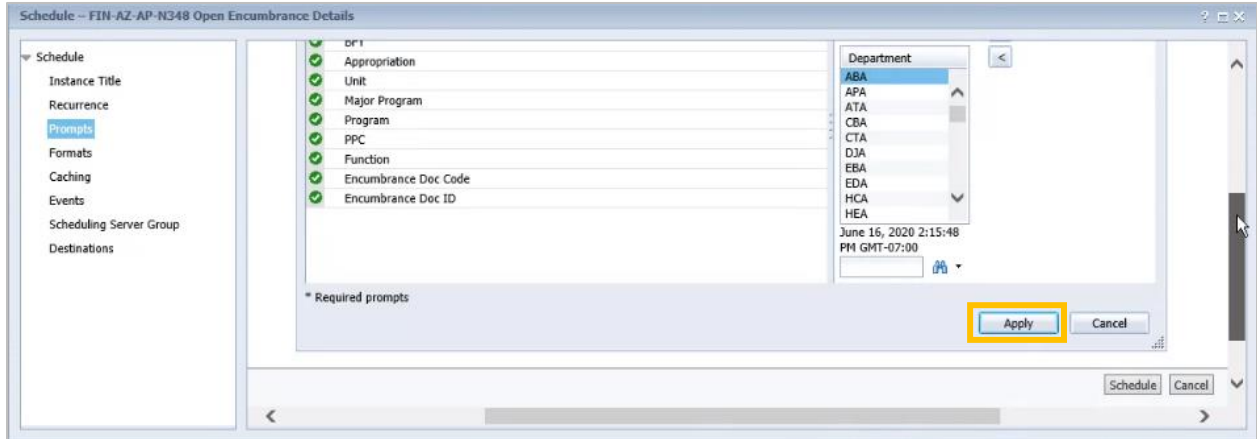 Schedule – FIN-AZ-AP-N348 Open Encumbrance Details
Schedule
Instance Title
Recurrence
Prompts
Formats
Caching
Events
Scheduling Server Group
Destinations
BFY
Appropriation
Unit
Major Program
Program
PPC
Function
Encumbrance Doc Code
Encumbrance Doc ID
* Required prompts
Department
ABA
APA
ATA
CBA
CTA
DJA
EBA
EDA
HCA
HEA
June 16, 2020 2:15:48
PM GMT-07:00
Apply Cancel
Schedule Cancel